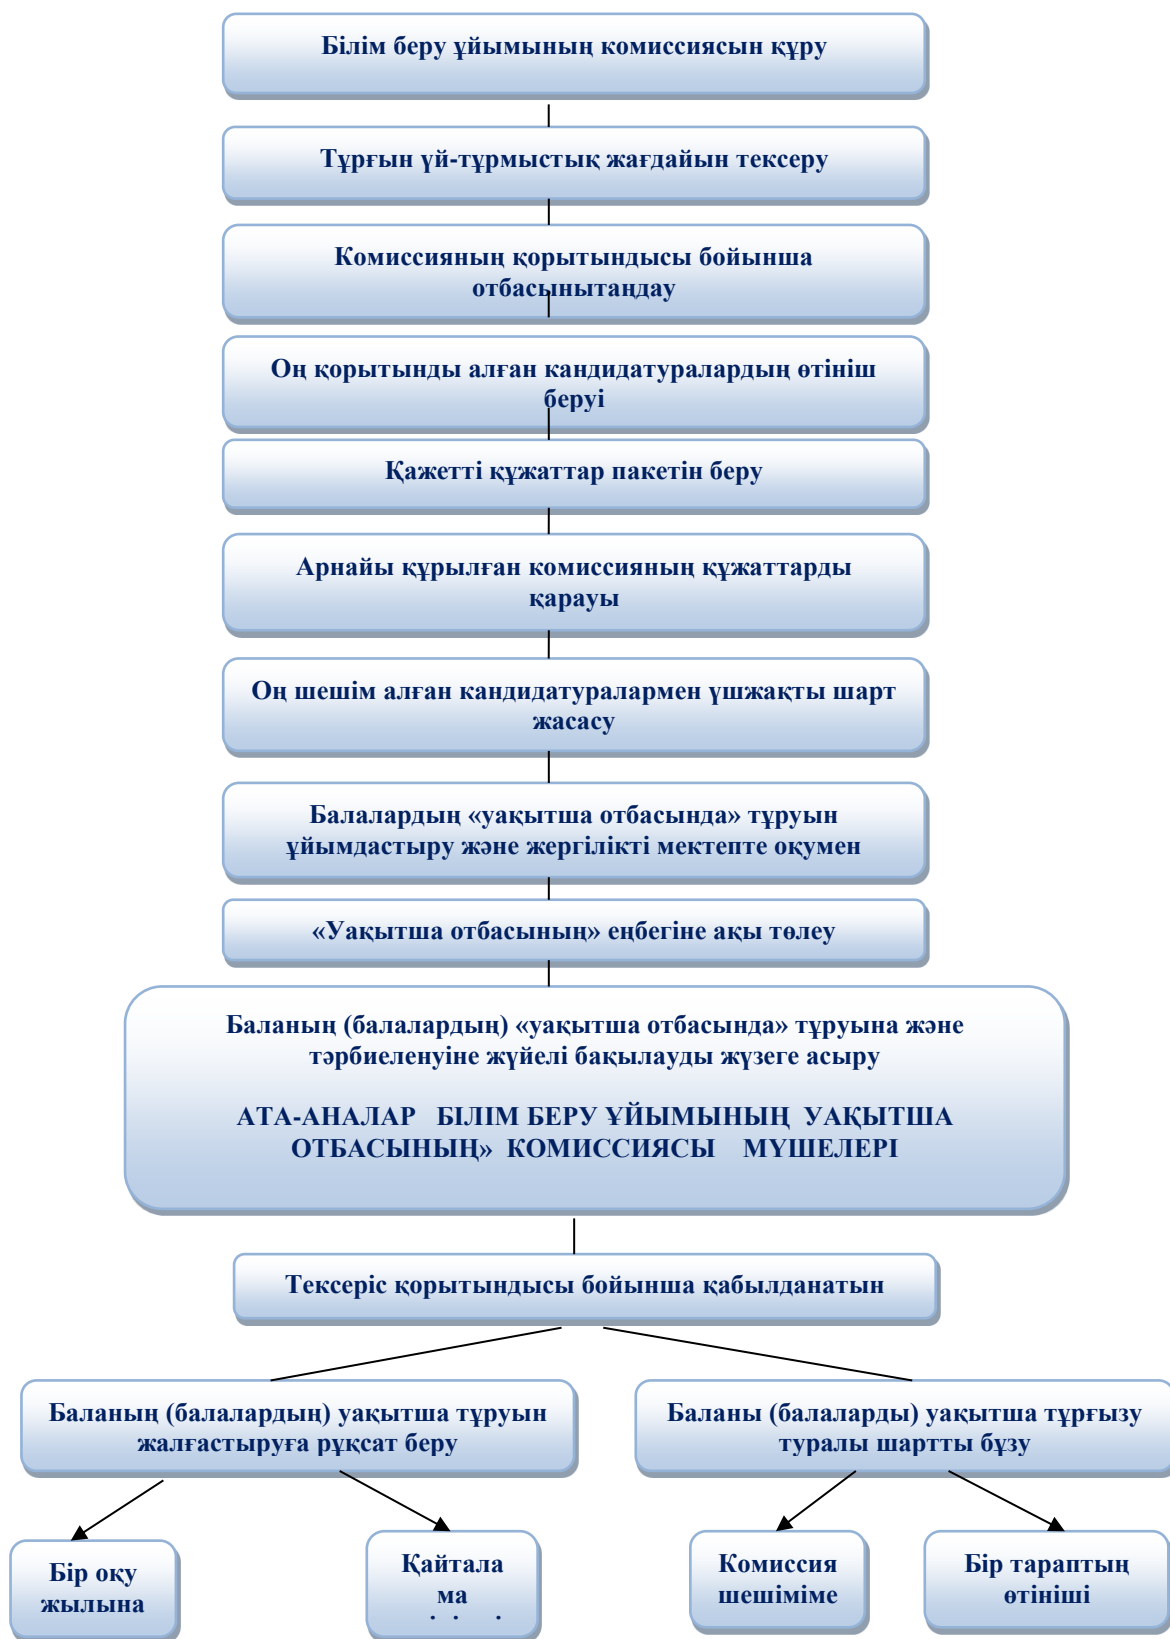 Білім беру ұйымының комиссиясын құру
Тұрғын үй-тұрмыстық жағдайын тексеру
Комиссияның қорытындысы бойынша
отбасынытаңдау
Оң қорытынды алған кандидатуралардың өтініш
беруі
Қажетті құжаттар пакетін беру
Арнайы құрылған комиссияның құжаттарды
қарауы
Оң шешім алған кандидатуралармен үшжақты шарт
жасасу
Балалардың «уақытша отбасында» тұруын
ұйымдастыру және жергілікті мектепте оқумен
«Уақытша отбасының» еңбегіне ақы төлеу
Баланың (балалардың) «уақытша отбасында» тұруына және
тәрбиеленуіне жүйелі бақылауды жүзеге асыру
АТА-АНАЛАР БІЛІМ БЕРУ ҰЙЫМЫНЫҢ УАҚЫТША
ОТБАСЫНЫҢ» КОМИССИЯСЫ МҮШЕЛЕРІ
Тексеріс қорытындысы бойынша қабылданатын
Баланың (балалардың) уақытша тұруын
жалғастыруға рұқсат беру
Баланы (балаларды) уақытша тұрғызу
туралы шартты бұзу
Бір оқу
жылына
Қайтала
ма
Комиссия
шешіміме
Бір тараптың
өтініші